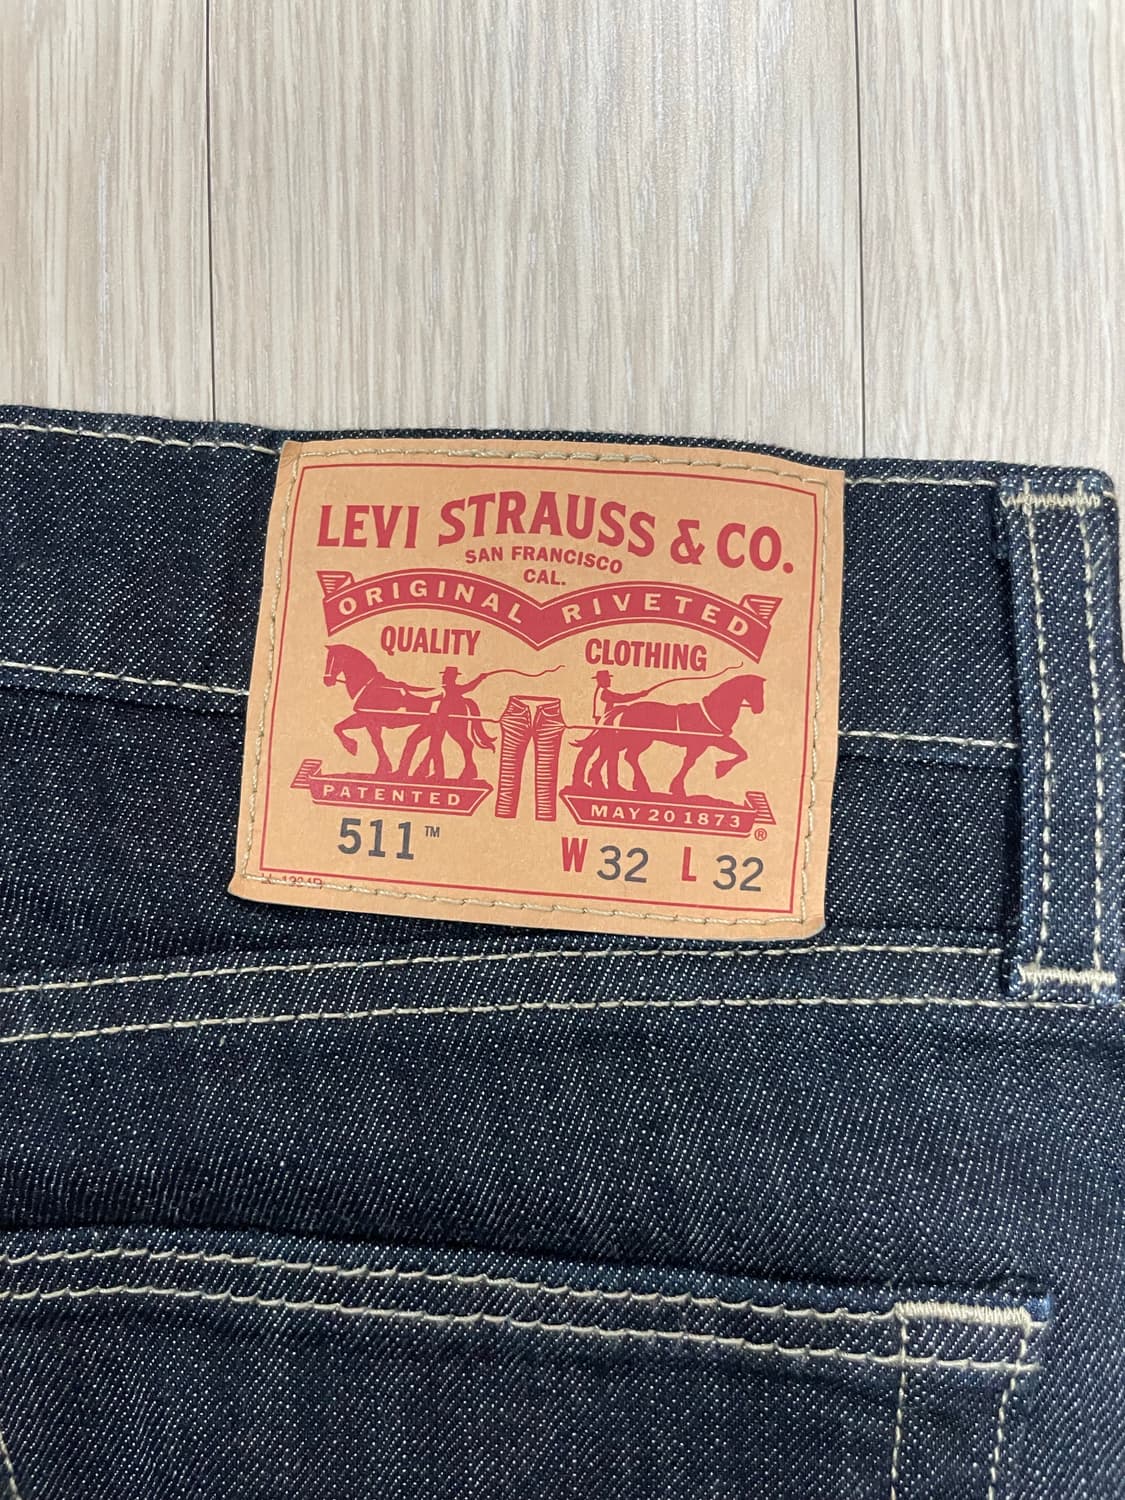 LEVI STRAUSS & CO.
SAN FRANCISCO
CAL.
ORIGINAL RIVETED
QUALITY CLOTHING
PATENTED MAY 20 1873 ®
511™ W 32 L 32